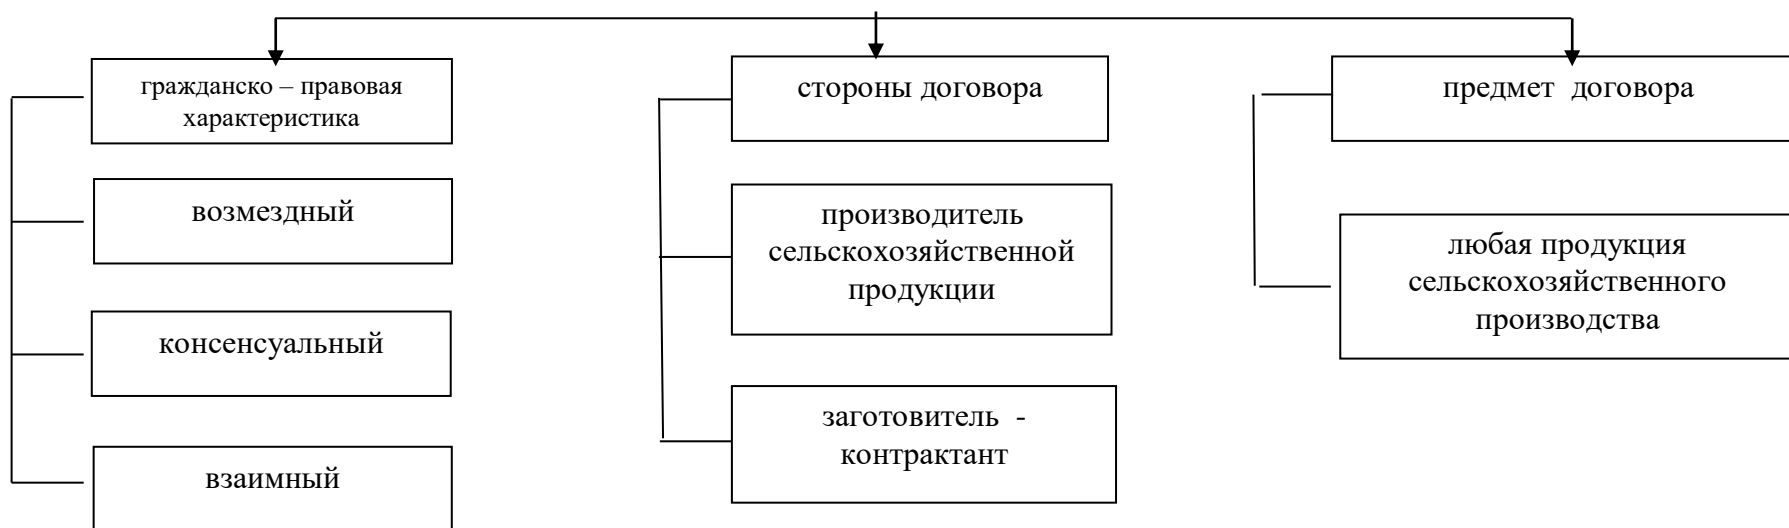 гражданско – правовая
характеристика
возмездный
консенсуальный
взаимный
стороны договора
производитель
сельскохозяйственной
продукции
заготовитель -
контрактант
предмет договора
любая продукция
сельскохозяйственного
производства